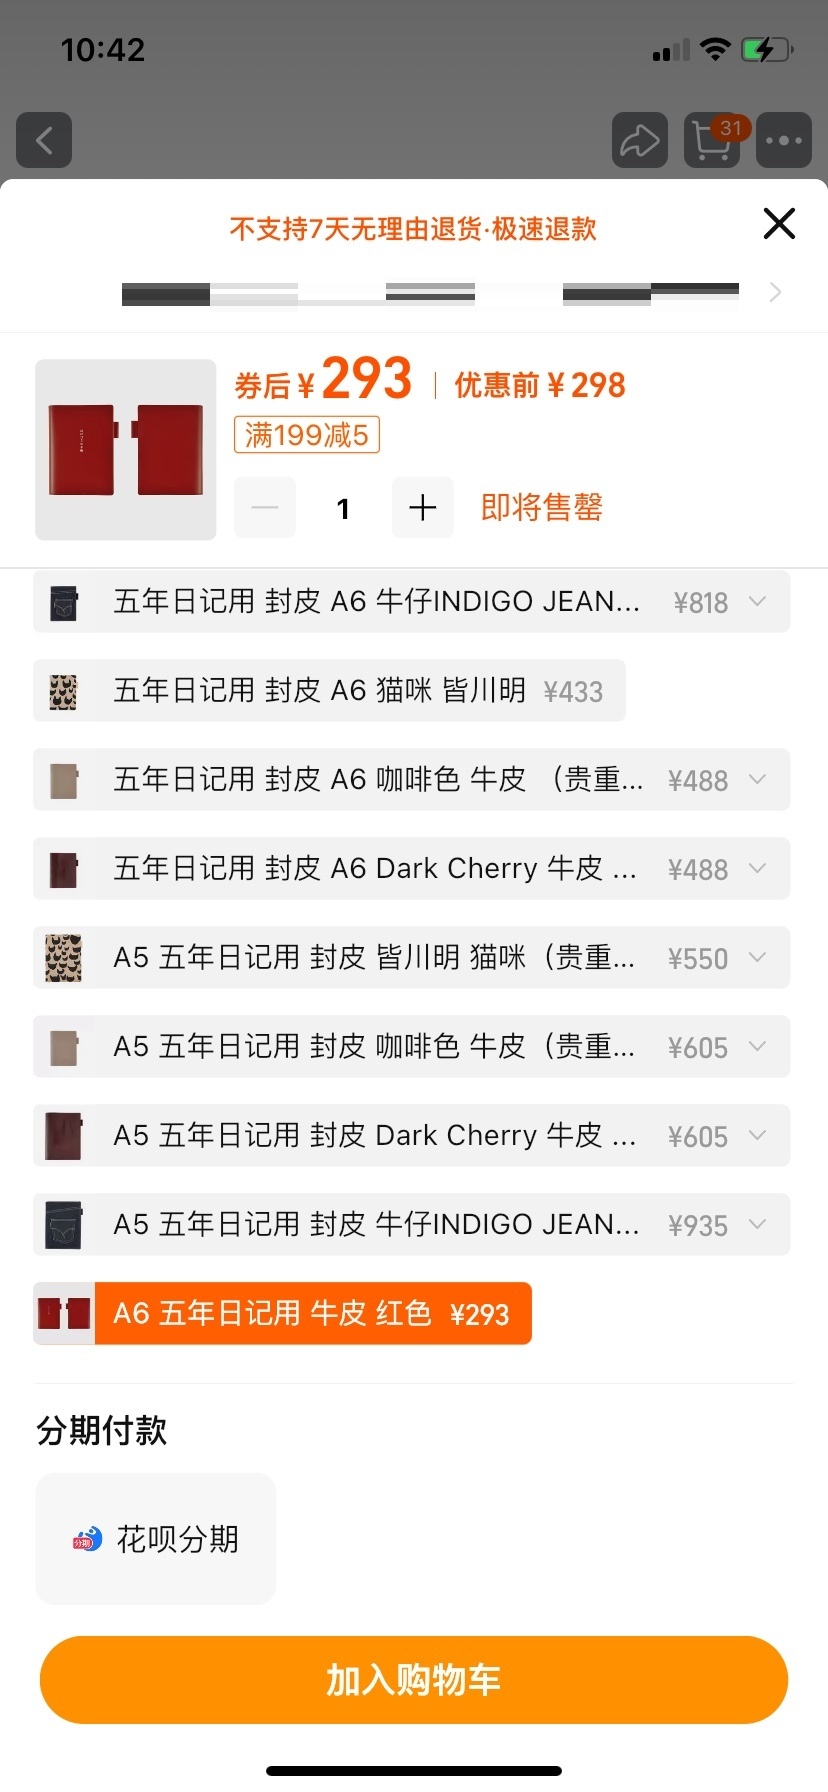 10:42
31
不支持7天无理由退货·极速退款
券后¥293 优惠前¥298
满199减5
1 即将售罄
五年日记用 封皮 A6 牛仔INDIGO JEAN... ¥818
五年日记用 封皮 A6 猫咪 皆川明 ¥433
五年日记用 封皮 A6 咖啡色 牛皮 （贵重... ¥488
五年日记用 封皮 A6 Dark Cherry 牛皮 ... ¥488
A5 五年日记用 封皮 皆川明 猫咪（贵重... ¥550
A5 五年日记用 封皮 咖啡色 牛皮（贵重... ¥605
A5 五年日记用 封皮 Dark Cherry 牛皮 ... ¥605
A5 五年日记用 封皮 牛仔INDIGO JEAN... ¥935
A6 五年日记用 牛皮 红色 ¥293
分期付款
分期 花呗分期
加入购物车